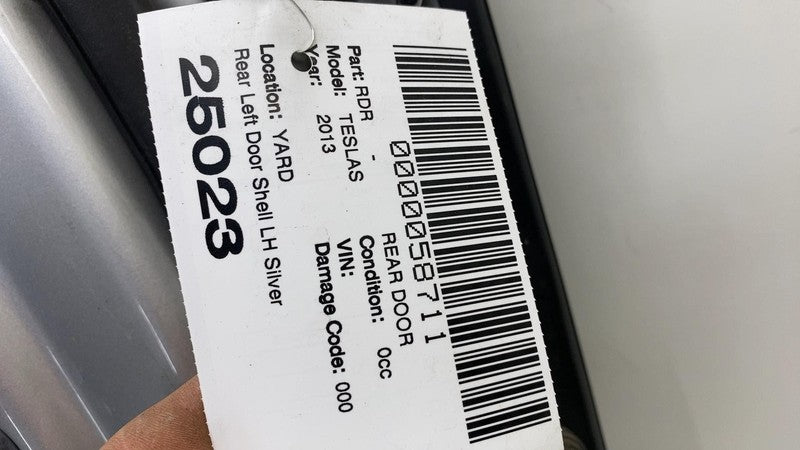 0000058711
Part: RDR - REAR DOOR
Model: TESLAS Condition: 0cc
Year: 2013 VIN:
Damage Code: 000
Location: YARD
Rear Left Door Shell LH Silver
25023